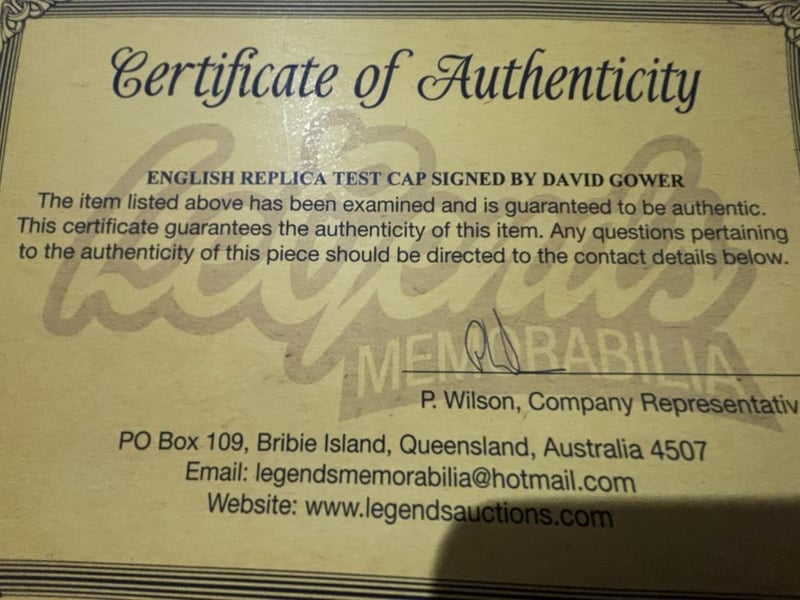 Certificate of Authenticity
Legends
MEMORABILIA
ENGLISH REPLICA TEST CAP SIGNED BY DAVID GOWER
The item listed above has been examined and is guaranteed to be authentic.
This certificate guarantees the authenticity of this item. Any questions pertaining
to the authenticity of this piece should be directed to the contact details below.
P. Wilson, Company Representativ
PO Box 109, Bribie Island, Queensland, Australia 4507
Email: legendsmemorabilia@hotmail.com
Website: www.legendsauctions.com